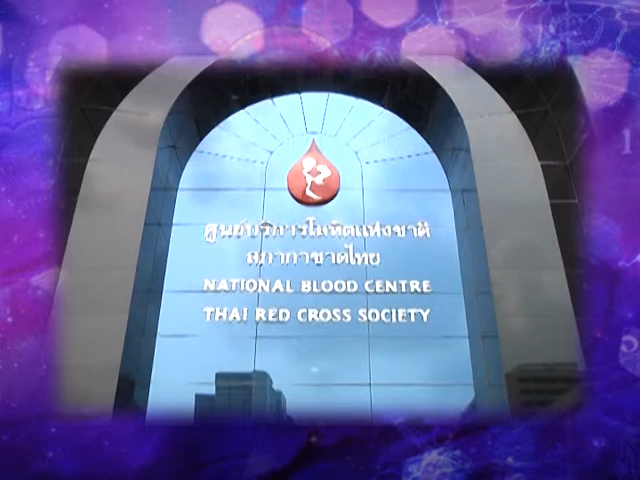 ศูนย์บริการโลหิตแห่งชาติ
สภากาชาดไทย
NATIONAL BLOOD CENTRE
THAI RED CROSS SOCIETY